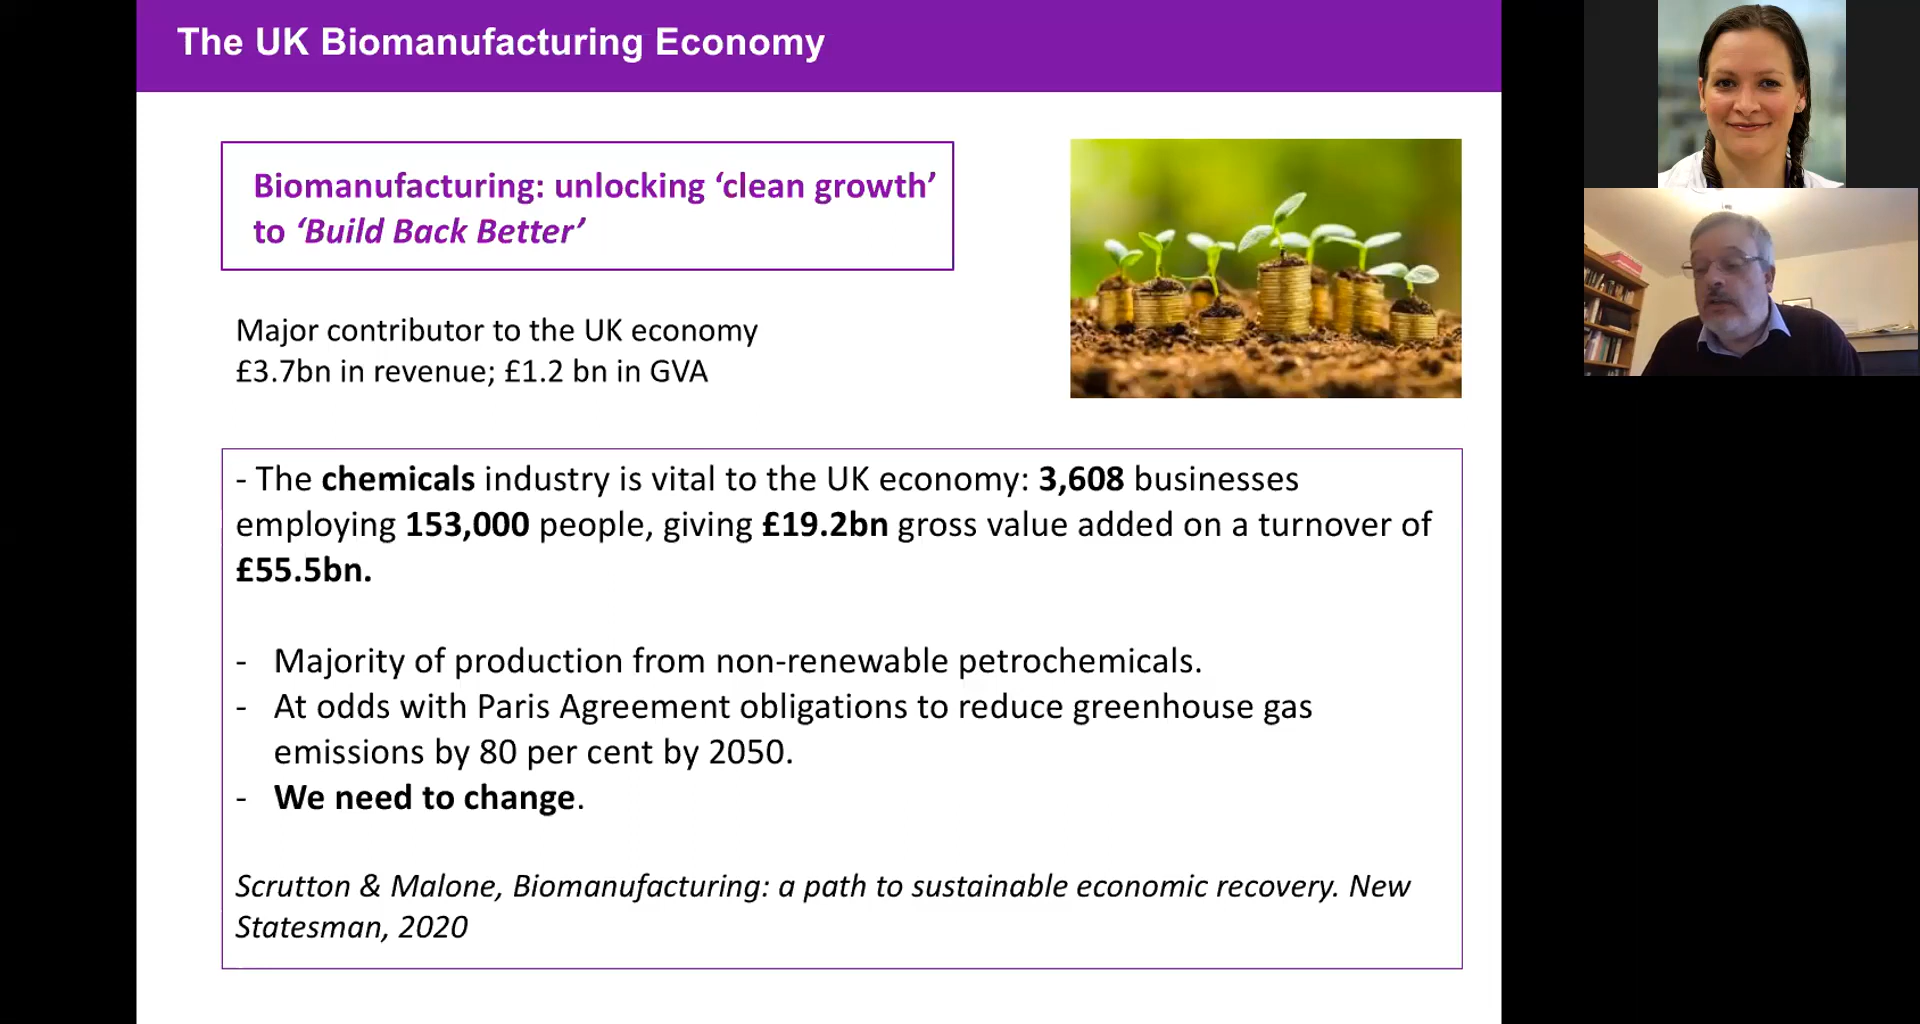 The UK Biomanufacturing Economy
Biomanufacturing: unlocking ‘clean growth’
to ‘Build Back Better’
Major contributor to the UK economy
£3.7bn in revenue; £1.2 bn in GVA
- The chemicals industry is vital to the UK economy: 3,608 businesses
employing 153,000 people, giving £19.2bn gross value added on a turnover of
£55.5bn.
- Majority of production from non-renewable petrochemicals.
- At odds with Paris Agreement obligations to reduce greenhouse gas
emissions by 80 per cent by 2050.
- We need to change.
Scrutton & Malone, Biomanufacturing: a path to sustainable economic recovery. New
Statesman, 2020